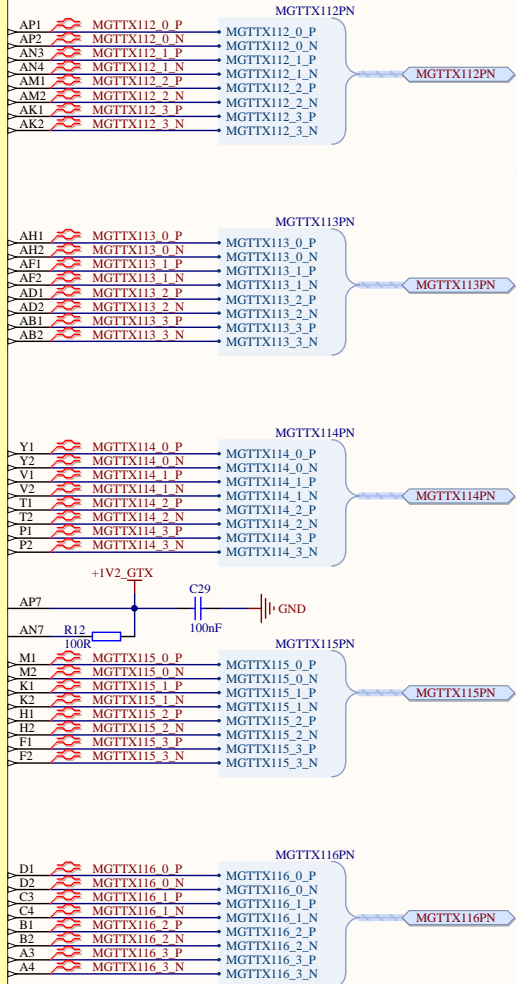 MGTTX112PN
AP1 MGTTX112_0_P MGTTX112_0_P
AP2 MGTTX112_0_N MGTTX112_0_N
AN3 MGTTX112_1_P MGTTX112_1_P
AN4 MGTTX112_1_N MGTTX112_1_N MGTTX112PN
AM1 MGTTX112_2_P MGTTX112_2_P
AM2 MGTTX112_2_N MGTTX112_2_N
AK1 MGTTX112_3_P MGTTX112_3_P
AK2 MGTTX112_3_N MGTTX112_3_N
MGTTX113PN
AH1 MGTTX113_0_P MGTTX113_0_P
AH2 MGTTX113_0_N MGTTX113_0_N
AF1 MGTTX113_1_P MGTTX113_1_P
AF2 MGTTX113_1_N MGTTX113_1_N MGTTX113PN
AD1 MGTTX113_2_P MGTTX113_2_P
AD2 MGTTX113_2_N MGTTX113_2_N
AB1 MGTTX113_3_P MGTTX113_3_P
AB2 MGTTX113_3_N MGTTX113_3_N
MGTTX114PN
Y1 MGTTX114_0_P MGTTX114_0_P
Y2 MGTTX114_0_N MGTTX114_0_N
V1 MGTTX114_1_P MGTTX114_1_P
V2 MGTTX114_1_N MGTTX114_1_N MGTTX114PN
T1 MGTTX114_2_P MGTTX114_2_P
T2 MGTTX114_2_N MGTTX114_2_N
P1 MGTTX114_3_P MGTTX114_3_P
P2 MGTTX114_3_N MGTTX114_3_N
+1V2_GTX
C29
AP7 GND
100nF
AN7 R12
100R
MGTTX115PN
M1 MGTTX115_0_P MGTTX115_0_P
M2 MGTTX115_0_N MGTTX115_0_N
K1 MGTTX115_1_P MGTTX115_1_P
K2 MGTTX115_1_N MGTTX115_1_N MGTTX115PN
H1 MGTTX115_2_P MGTTX115_2_P
H2 MGTTX115_2_N MGTTX115_2_N
F1 MGTTX115_3_P MGTTX115_3_P
F2 MGTTX115_3_N MGTTX115_3_N
MGTTX116PN
D1 MGTTX116_0_P MGTTX116_0_P
D2 MGTTX116_0_N MGTTX116_0_N
C3 MGTTX116_1_P MGTTX116_1_P
C4 MGTTX116_1_N MGTTX116_1_N MGTTX116PN
B1 MGTTX116_2_P MGTTX116_2_P
B2 MGTTX116_2_N MGTTX116_2_N
A3 MGTTX116_3_P MGTTX116_3_P
A4 MGTTX116_3_N MGTTX116_3_N